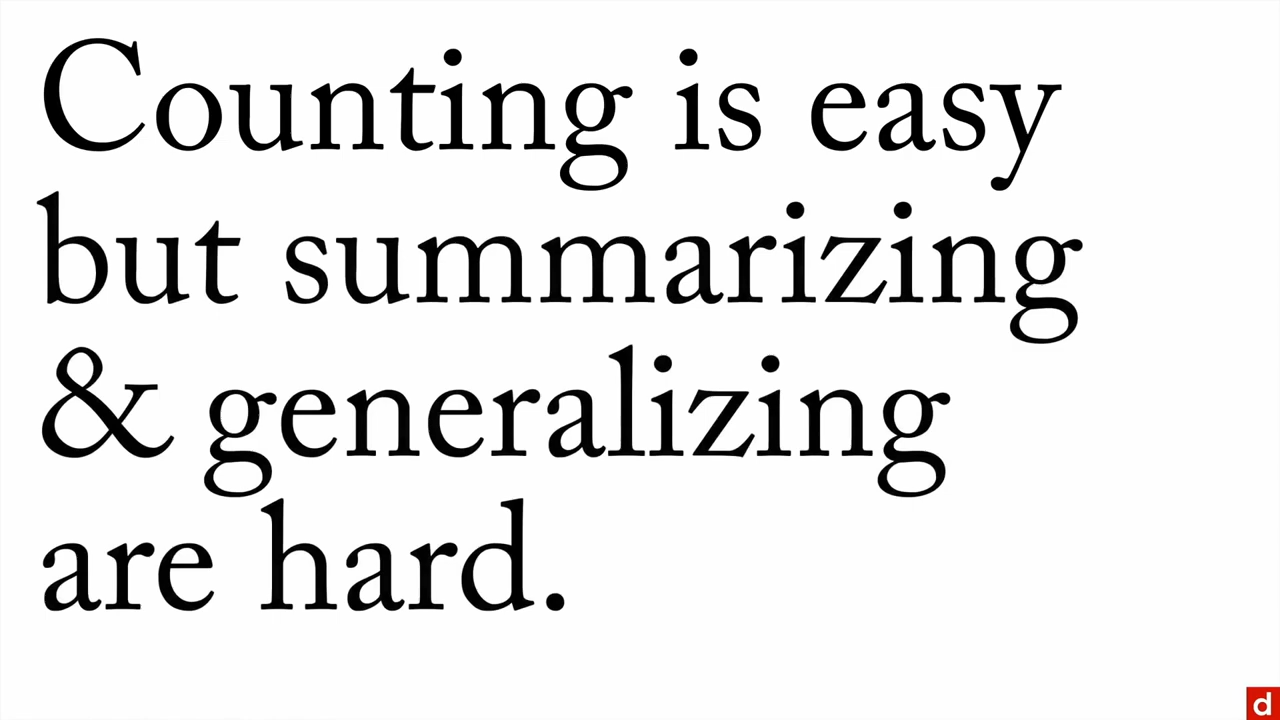 Counting is easy
but summarizing
& generalizing
are hard.
d